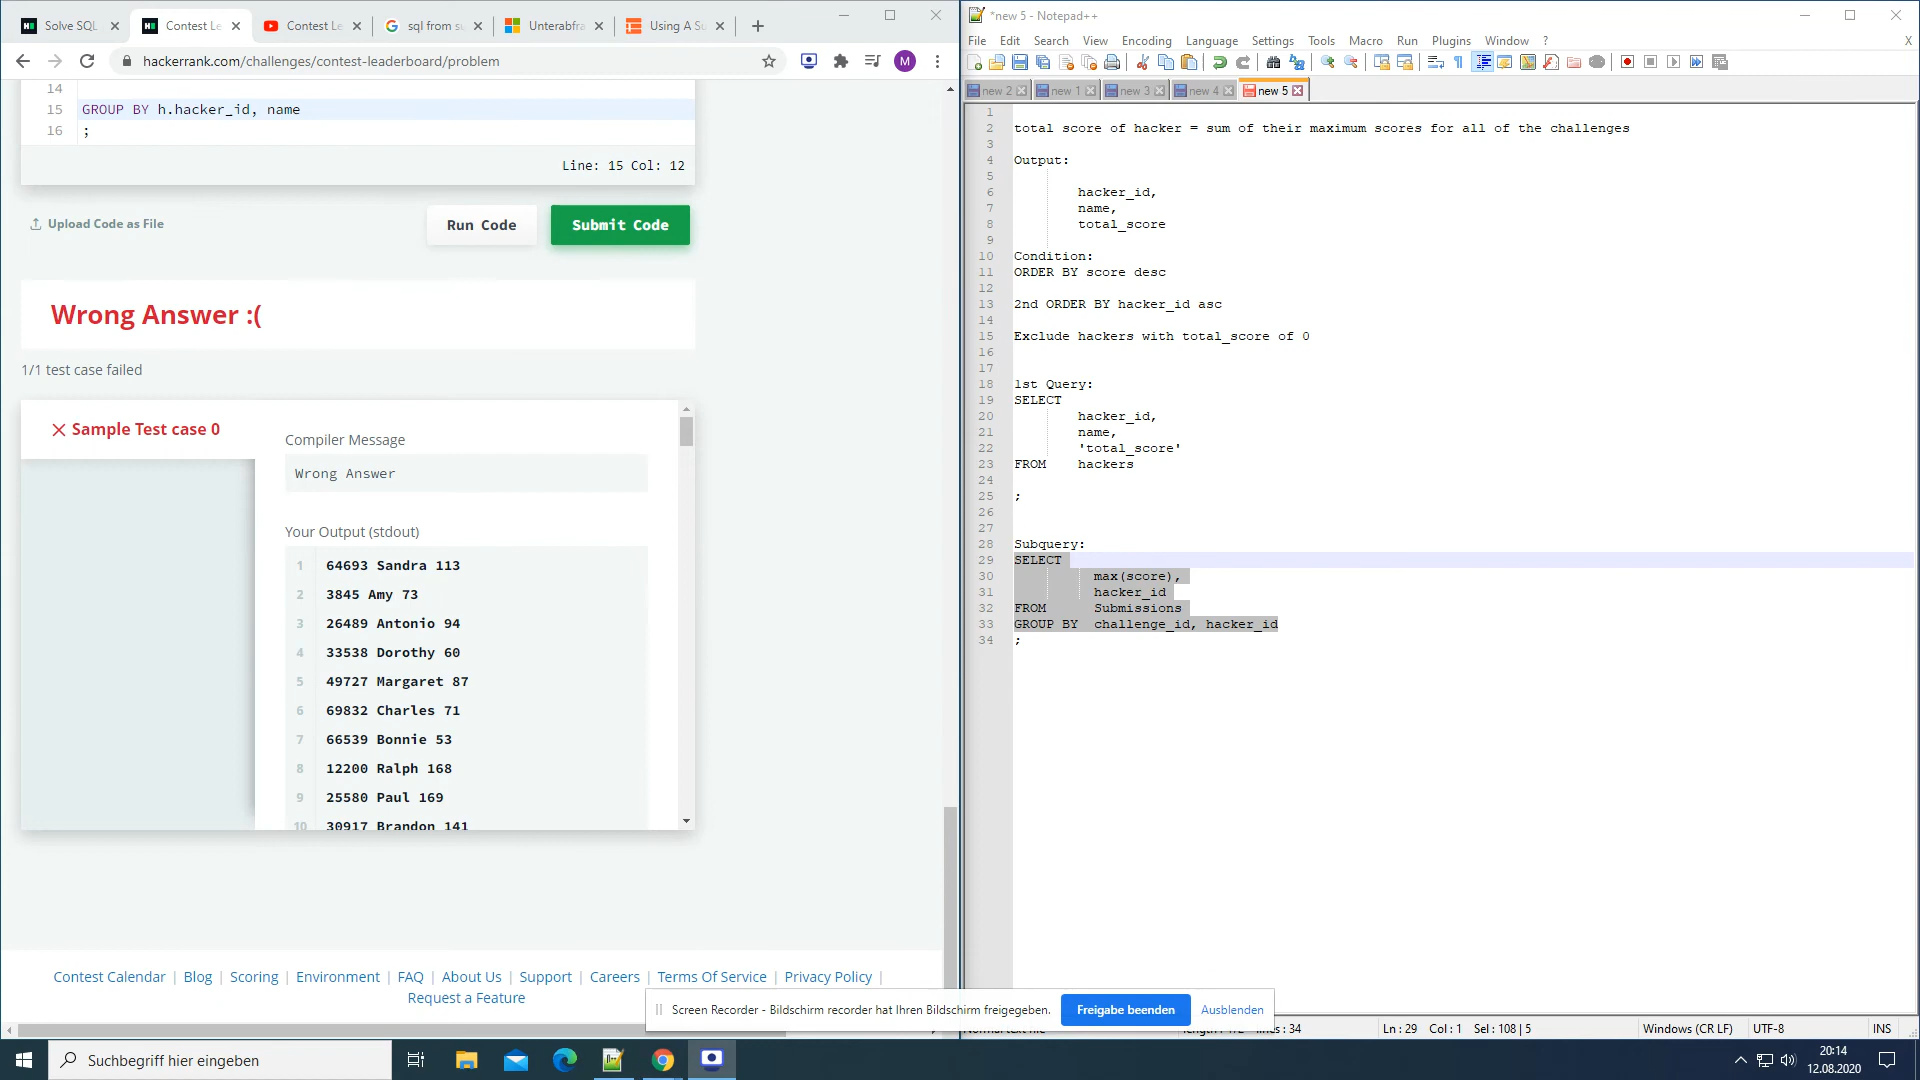 Solve SQL
Contest Le
Contest Le
sql from su
Unterabfra
Using A Su
hackerrank.com/challenges/contest-leaderboard/problem
M
14
15 GROUP BY h.hacker_id, name
16 ;
Line: 15 Col: 12
Upload Code as File
Run Code
Submit Code
Wrong Answer :(
1/1 test case failed
Sample Test case 0
Compiler Message
Wrong Answer
Your Output (stdout)
1 64693 Sandra 113
2 3845 Amy 73
3 26489 Antonio 94
4 33538 Dorothy 60
5 49727 Margaret 87
6 69832 Charles 71
7 66539 Bonnie 53
8 12200 Ralph 168
9 25580 Paul 169
10 30917 Brandon 141
Contest Calendar | Blog | Scoring | Environment | FAQ | About Us | Support | Careers | Terms Of Service | Privacy Policy |
Request a Feature
*new 5 - Notepad++
File Edit Search View Encoding Language Settings Tools Macro Run Plugins Window ? X
new 2 new 1 new 3 new 4 new 5
1
2 total score of hacker = sum of their maximum scores for all of the challenges
3
4 Output:
5
6 hacker_id,
7 name,
8 total_score
9
10 Condition:
11 ORDER BY score desc
12
13 2nd ORDER BY hacker_id asc
14
15 Exclude hackers with total_score of 0
16
17
18 1st Query:
19 SELECT
20 hacker_id,
21 name,
22 'total_score'
23 FROM hackers
24
25 ;
26
27
28 Subquery:
29 SELECT
30 max(score),
31 hacker_id
32 FROM Submissions
33 GROUP BY challenge_id, hacker_id
34 ;
Screen Recorder - Bildschirm recorder hat Ihren Bildschirm freigegeben.
Freigabe beenden
Ausblenden
: 34
Ln : 29 Col : 1 Sel : 108 | 5
Windows (CR LF)
UTF-8
INS
Suchbegriff hier eingeben
20:14
12.08.2020